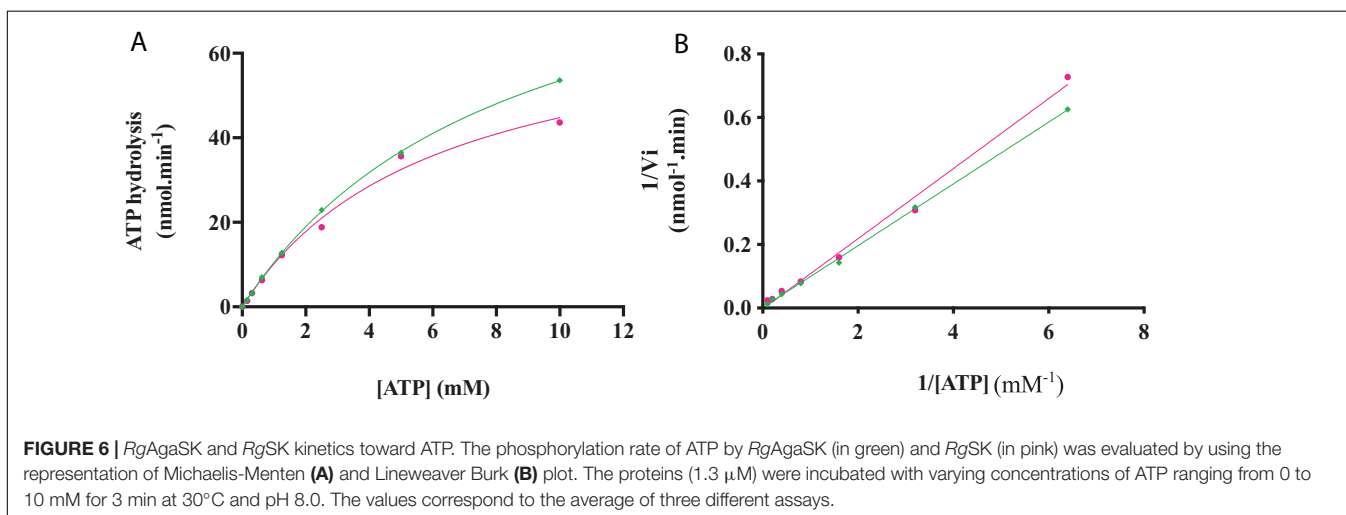 A
60
40
20
0
ATP hydrolysis
(nmol.min⁻¹)
0 2 4 6 8 10 12
[ATP] (mM)
B
0.8
0.6
0.4
0.2
0.0
1/Vi
(nmol⁻¹.min)
0 2 4 6 8
1/[ATP] (mM⁻¹)
FIGURE 6 | RgAgaSK and RgSK kinetics toward ATP. The phosphorylation rate of ATP by RgAgaSK (in green) and RgSK (in pink) was evaluated by using the
representation of Michaelis-Menten (A) and Lineweaver Burk (B) plot. The proteins (1.3 μM) were incubated with varying concentrations of ATP ranging from 0 to
10 mM for 3 min at 30°C and pH 8.0. The values correspond to the average of three different assays.